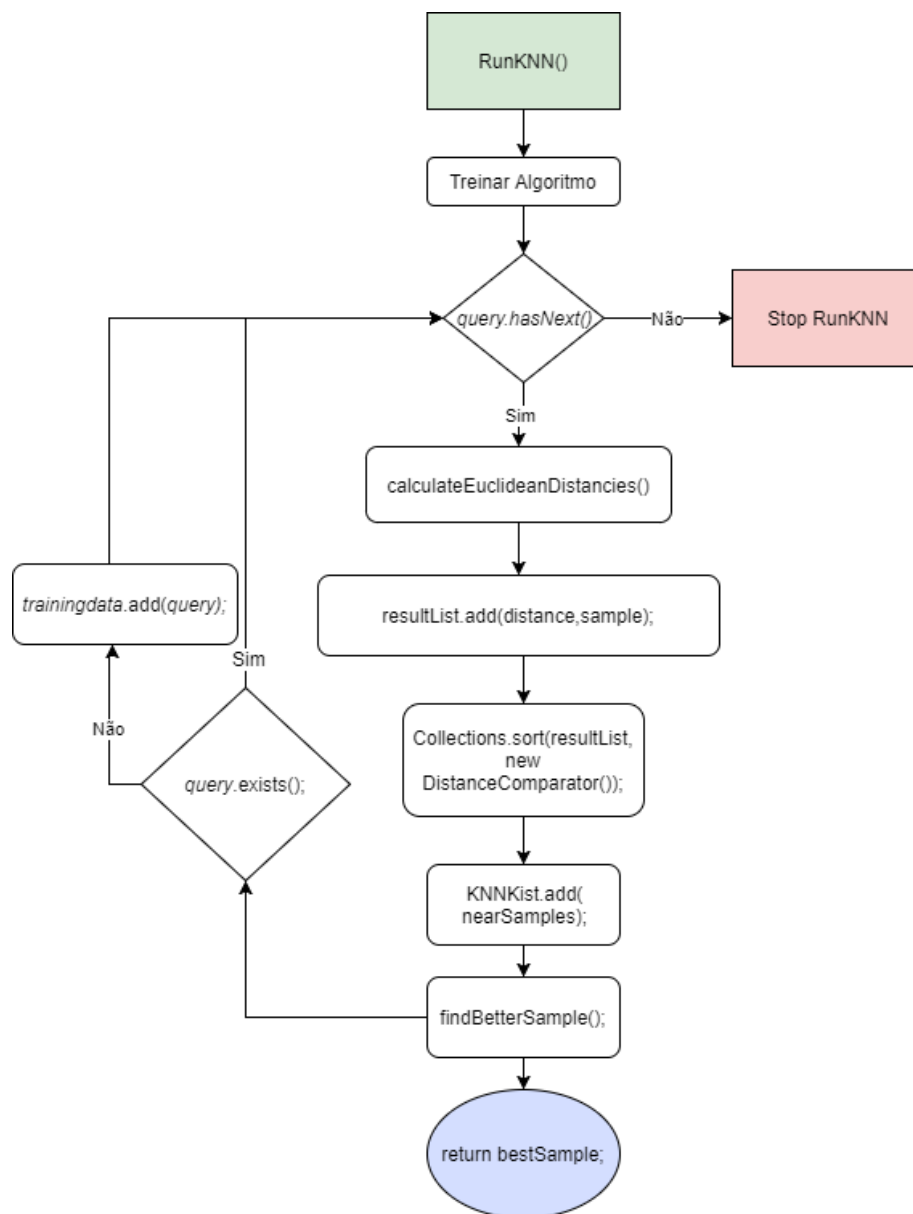 RunKNN()
Treinar Algoritmo
query.hasNext()
Não
Stop RunKNN
Sim
calculateEuclideanDistancies()
trainingdata.add(query);
resultList.add(distance,sample);
Sim
Não
Collections.sort(resultList,
new
DistanceComparator());
query.exists();
KNNKist.add(
nearSamples);
findBetterSample();
return bestSample;